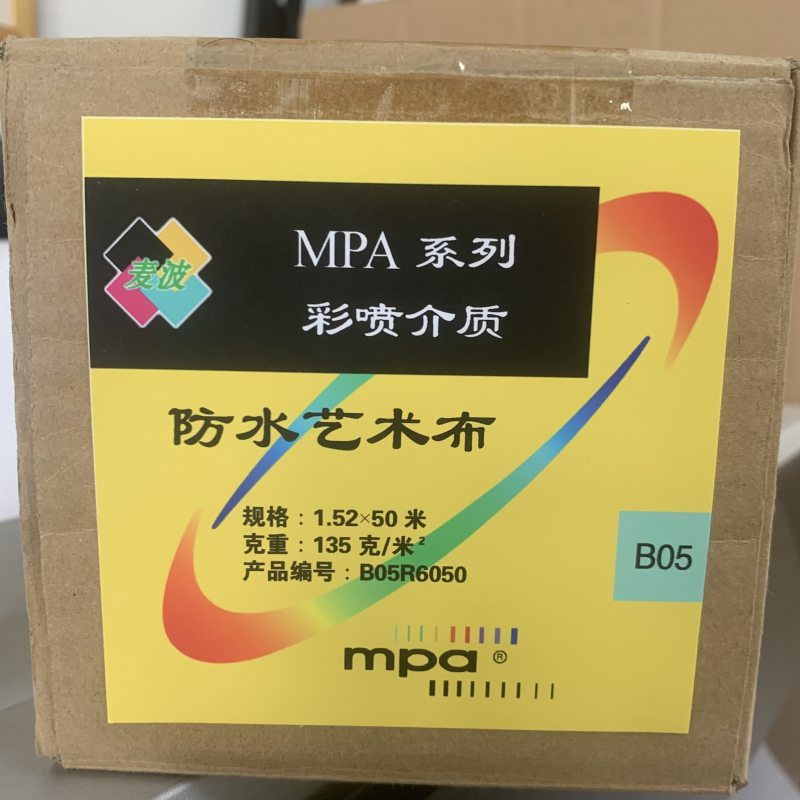 麦波
MPA 系列
彩喷介质
防水艺术布
规格：1.52×50 米
克重：135 克/米²
产品编号：B05R6050
B05
mpa®